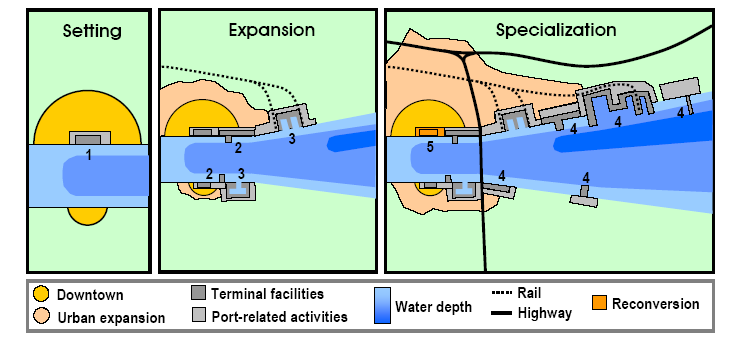 Setting
Expansion
Specialization
1
2
3
2
3
5
4
4
4
4
4
Downtown
Urban expansion
Terminal facilities
Port-related activities
Water depth
Rail
Highway
Reconversion